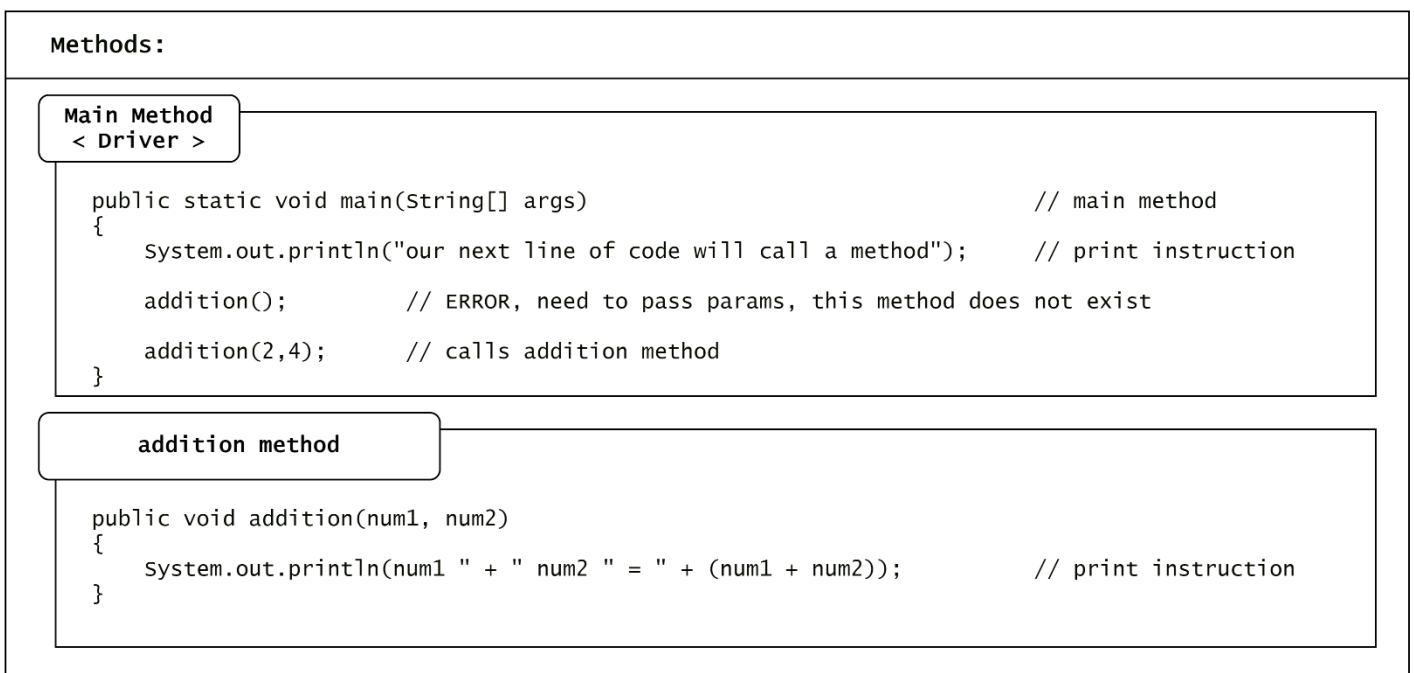 Methods:
Main Method
< Driver >
public static void main(String[] args) // main method
{
System.out.println("our next line of code will call a method"); // print instruction
addition(); // ERROR, need to pass params, this method does not exist
addition(2,4); // calls addition method
}
addition method
public void addition(num1, num2)
{
System.out.println(num1 " + " num2 " = " + (num1 + num2)); // print instruction
}